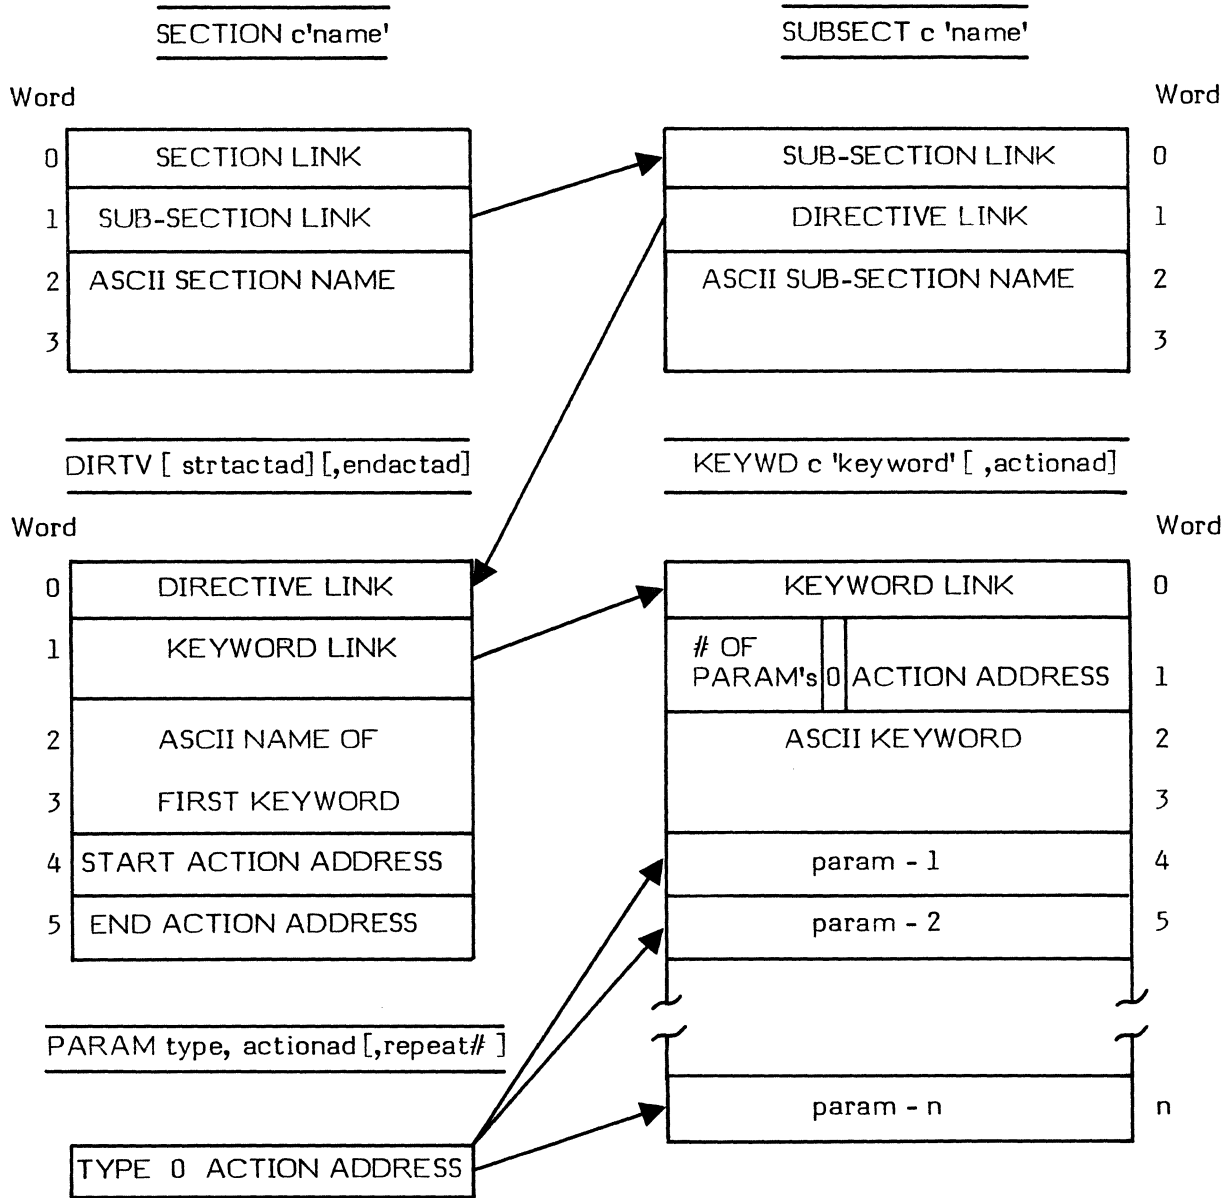 SECTION c'name'
Word
0 SECTION LINK
1 SUB-SECTION LINK
2 ASCII SECTION NAME
3
SUBSECT c 'name'
Word
SUB-SECTION LINK 0
DIRECTIVE LINK 1
ASCII SUB-SECTION NAME 2
3
DIRTV [ strtactad] [,endactad]
Word
0 DIRECTIVE LINK
1 KEYWORD LINK
2 ASCII NAME OF
3 FIRST KEYWORD
4 START ACTION ADDRESS
5 END ACTION ADDRESS
KEYWD c 'keyword' [ ,actionad]
Word
KEYWORD LINK 0
# OF
PARAM's 0 ACTION ADDRESS 1
ASCII KEYWORD 2
3
param - 1 4
param - 2 5
param - n n
PARAM type, actionad [,repeat# ]
TYPE 0 ACTION ADDRESS